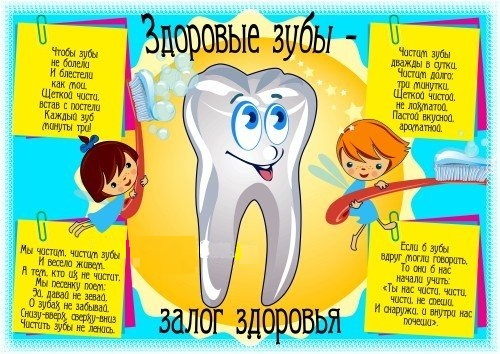 Здоровые зубы -
Чтобы зубы
не болели
И блестели
как мои,
Щеткой чисти,
встав с постели
Каждый зуб
минуты три!
Чистим зубы
дважды в сутки.
Чистим долго:
три минутки,
Щеткой чистой,
не лохматой,
Пастой вкусной,
ароматной.
Мы чистим, чистим зубы
И весело живем.
А тем, кто их не чистит,
Мы песенку поем:
Эй, давай не зевай,
О зубах не забывай,
Снизу-вверх, сверху-вниз
Чистить зубы не ленись.
Если б зубы
вдруг могли говорить,
То они б нас
начали учить:
«Ты нас чисти, чисти,
чисти, не спеши,
И снаружи, и внутри нас
почеши».
залог здоровья